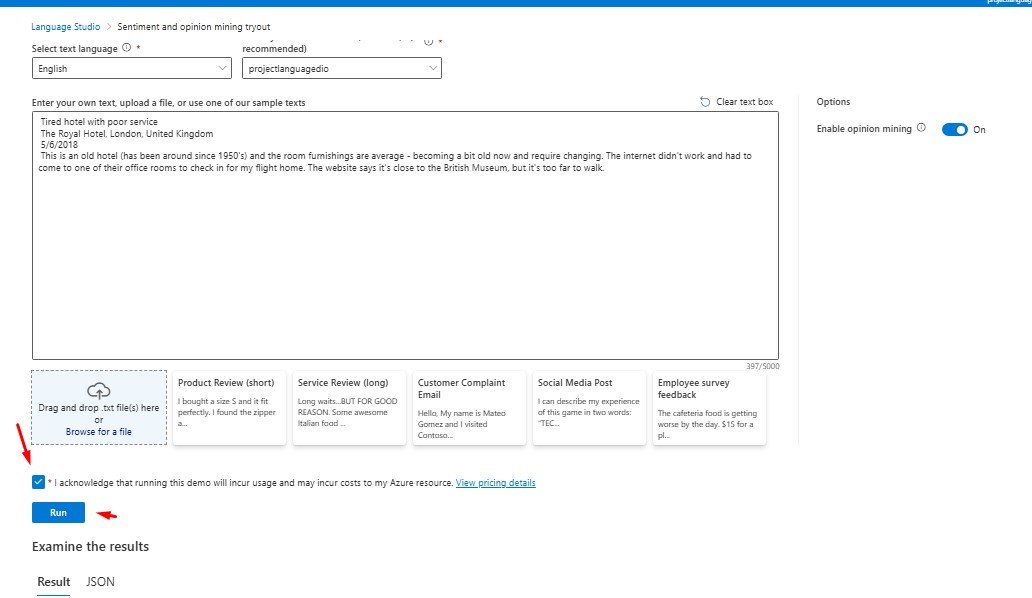 Language Studio > Sentiment and opinion mining tryout
Select text language *
recommended)
*
English
projectlanguagedio
Enter your own text, upload a file, or use one of our sample texts
Clear text box
Tired hotel with poor service
The Royal Hotel, London, United Kingdom
5/6/2018
This is an old hotel (has been around since 1950's) and the room furnishings are average - becoming a bit old now and require changing. The internet didn't work and had to
come to one of their office rooms to check in for my flight home. The website says it's close to the British Museum, but it's too far to walk.
397/5000
Options
Enable opinion mining
On
Drag and drop .txt file(s) here
or
Browse for a file
Product Review (short)
I bought a size S and it fit
perfectly. I found the zipper
a...
Service Review (long)
Long waits...BUT FOR GOOD
REASON. Some awesome
Italian food ...
Customer Complaint
Email
Hello, My name is Mateo
Gomez and I visited
Contoso...
Social Media Post
I can describe my experience
of this game in two words:
"TEC...
Employee survey
feedback
The cafeteria food is getting
worse by the day. $15 for a
pl...
* I acknowledge that running this demo will incur usage and may incur costs to my Azure resource. View pricing details
Run
Examine the results
Result
JSON